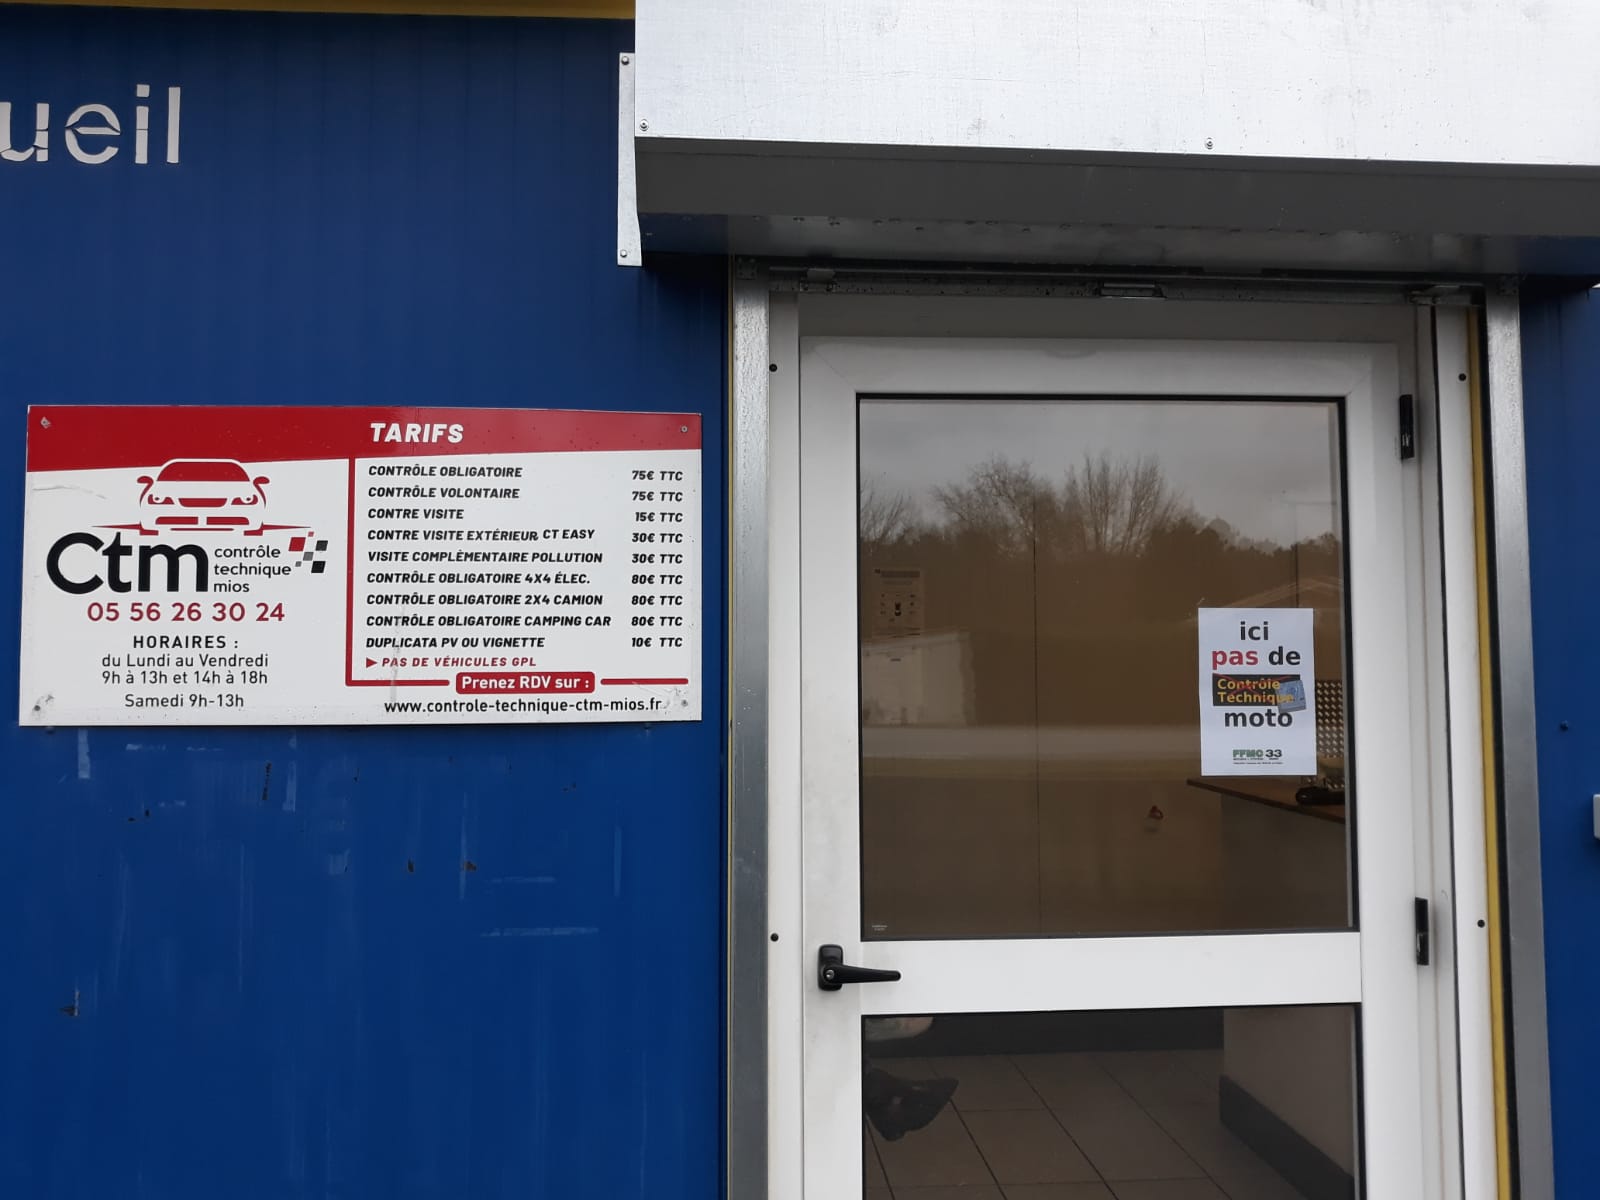 ueil
TARIFS
CONTRÔLE OBLIGATOIRE 75€ TTC
CONTRÔLE VOLONTAIRE 75€ TTC
CONTRE VISITE 15€ TTC
CONTRE VISITE EXTÉRIEUR CT EASY 30€ TTC
VISITE COMPLÉMENTAIRE POLLUTION 30€ TTC
CONTRÔLE OBLIGATOIRE 4X4 ÉLEC. 80€ TTC
CONTRÔLE OBLIGATOIRE 2X4 CAMION 80€ TTC
CONTRÔLE OBLIGATOIRE CAMPING CAR 80€ TTC
DUPLICATA PV OU VIGNETTE 10€ TTC
▶ PAS DE VÉHICULES GPL
Prenez RDV sur :
www.controle-technique-ctm-mios.fr
Ctm contrôle
technique
mios
05 56 26 30 24
HORAIRES :
du Lundi au Vendredi
9h à 13h et 14h à 18h
Samedi 9h-13h
ici
pas de
Contrôle
Technique
moto
FFMC 33